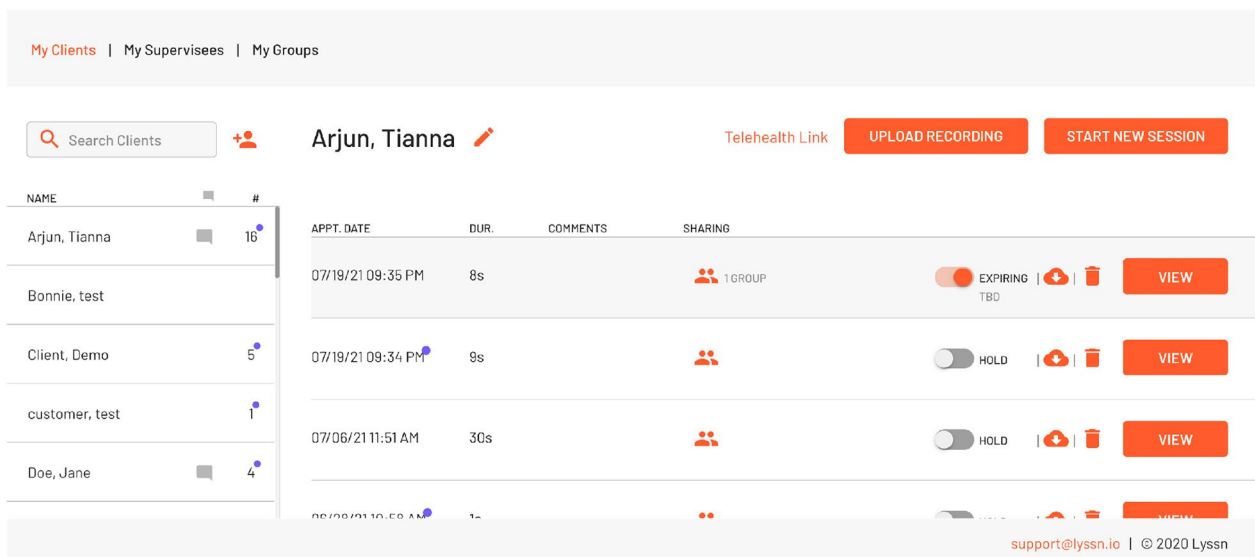 My Clients | My Supervisees | My Groups
Search Clients
Arjun, Tianna
Telehealth Link
UPLOAD RECORDING
START NEW SESSION
NAME #
Arjun, Tianna 16
Bonnie, test
Client, Demo 5
customer, test 1
Doe, Jane 4
APPT. DATE DUR. COMMENTS SHARING
07/19/21 09:35 PM 8s 1 GROUP EXPIRING | | VIEW
TBD
07/19/21 09:34 PM 9s HOLD | | VIEW
07/06/21 11:51 AM 30s HOLD | | VIEW
support@lyssn.io | © 2020 Lyssn